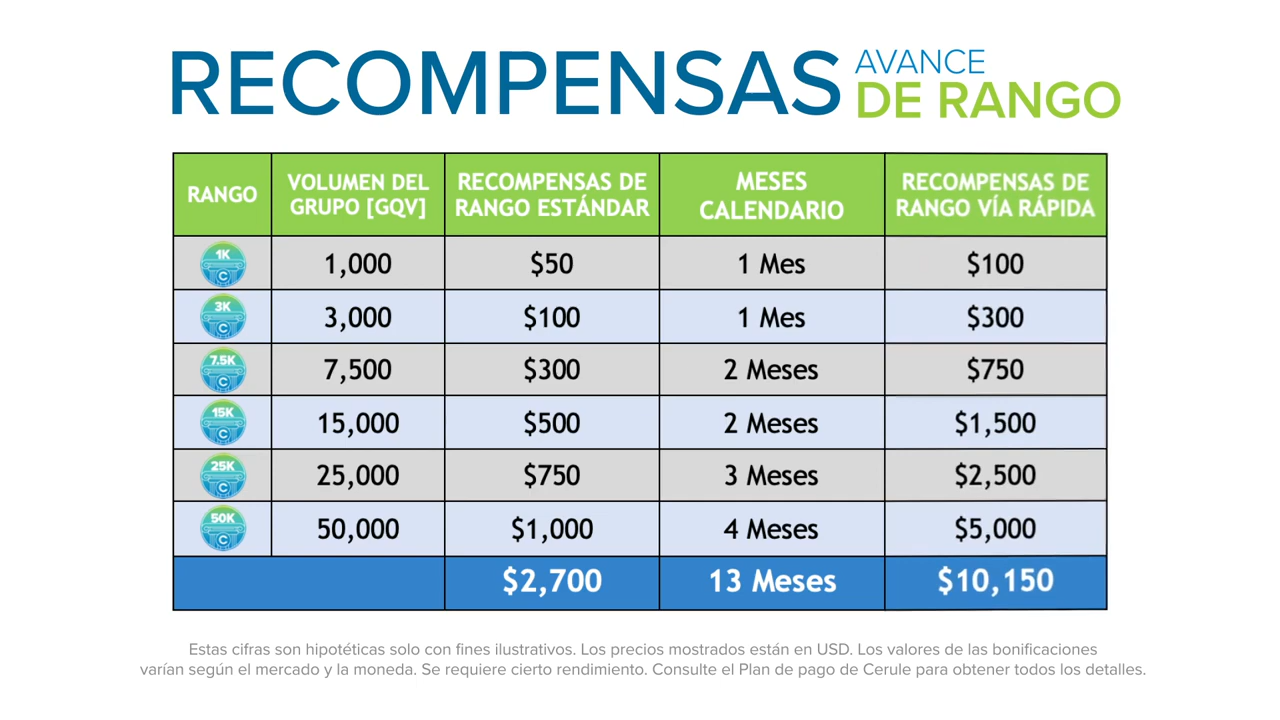 RECOMPENSAS AVANCE
DE RANGO
RANGO VOLUMEN DEL GRUPO [GQV] RECOMPENSAS DE RANGO ESTÁNDAR MESES CALENDARIO RECOMPENSAS DE RANGO VÍA RÁPIDA
1K C 1,000 $50 1 Mes $100
3K C 3,000 $100 1 Mes $300
7.5K C 7,500 $300 2 Meses $750
15K C 15,000 $500 2 Meses $1,500
25K C 25,000 $750 3 Meses $2,500
50K C 50,000 $1,000 4 Meses $5,000
$2,700 13 Meses $10,150
Estas cifras son hipotéticas solo con fines ilustrativos. Los precios mostrados están en USD. Los valores de las bonificaciones
varían según el mercado y la moneda. Se requiere cierto rendimiento. Consulte el Plan de pago de Cerule para obtener todos los detalles.